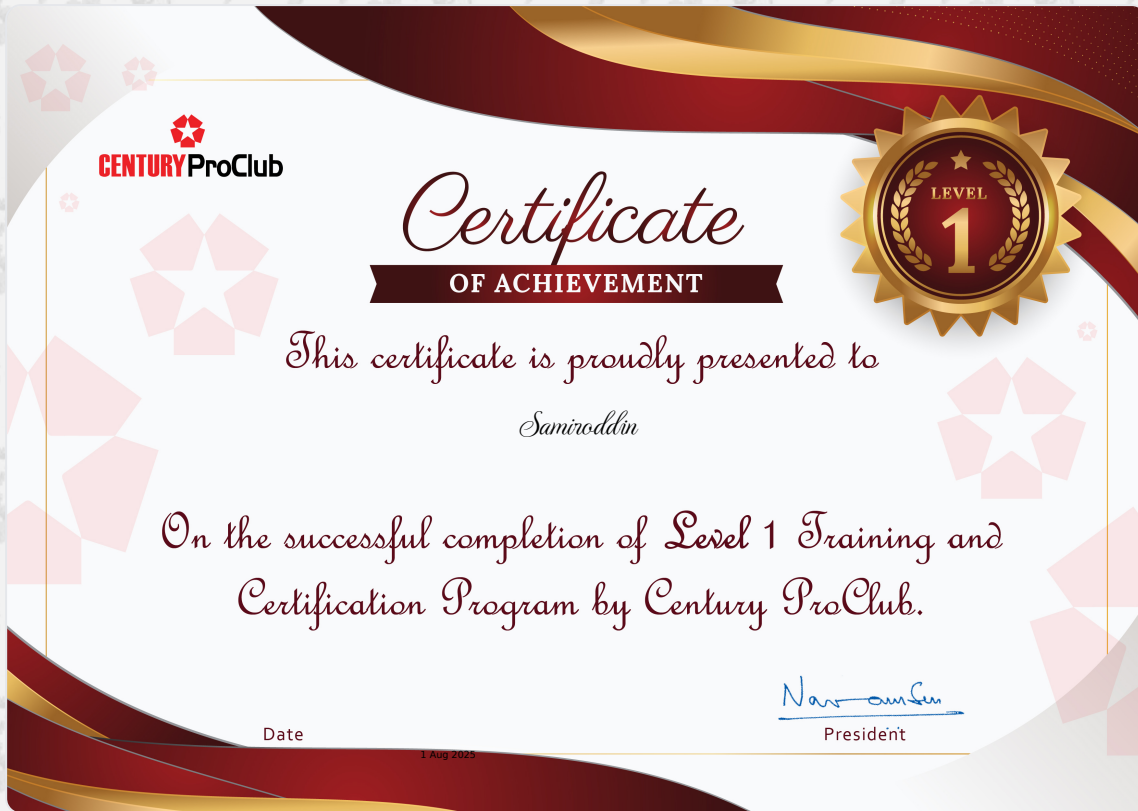 CENTURY ProClub
LEVEL
1
Certificate
OF ACHIEVEMENT
This certificate is proudly presented to
Samiroddin
On the successful completion of Level 1 Training and
Certification Program by Century ProClub.
Date
President
1 Aug 2025